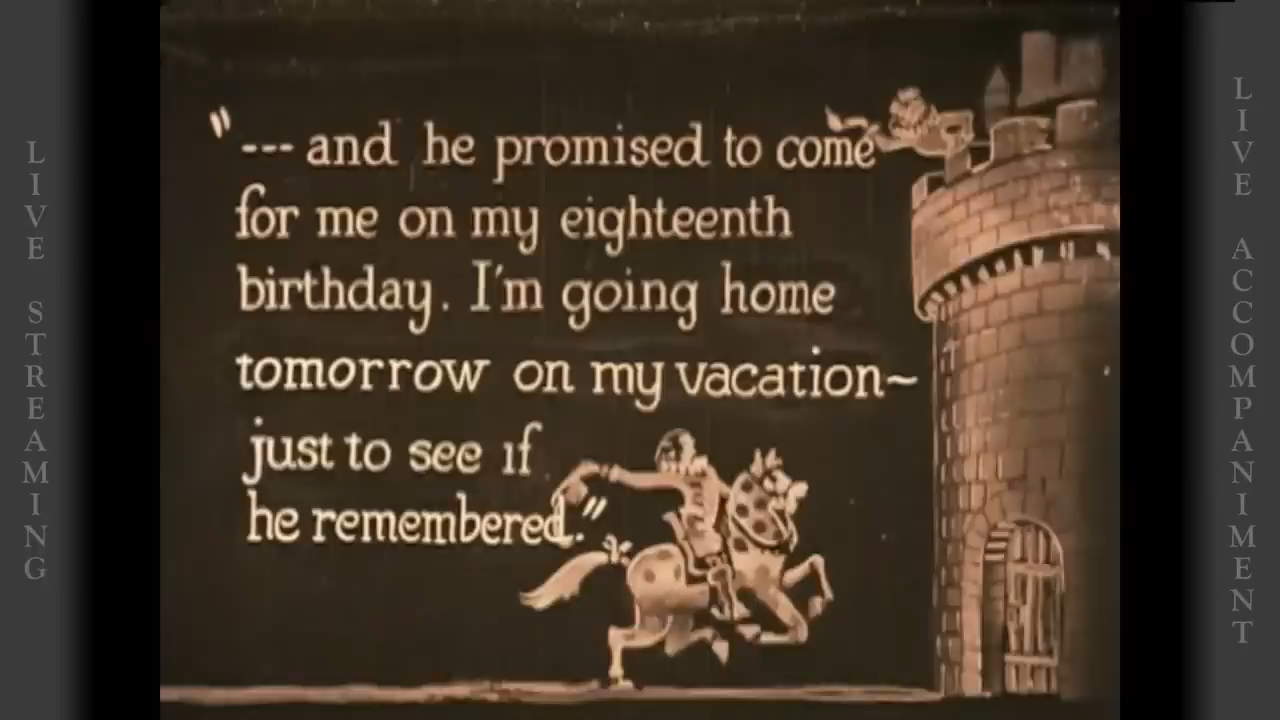 LIVE STREAMING
"--- and he promised to come
for me on my eighteenth
birthday. I'm going home
tomorrow on my vacation~
just to see if
he remembered."
LIVE ACCOMPANIMENT